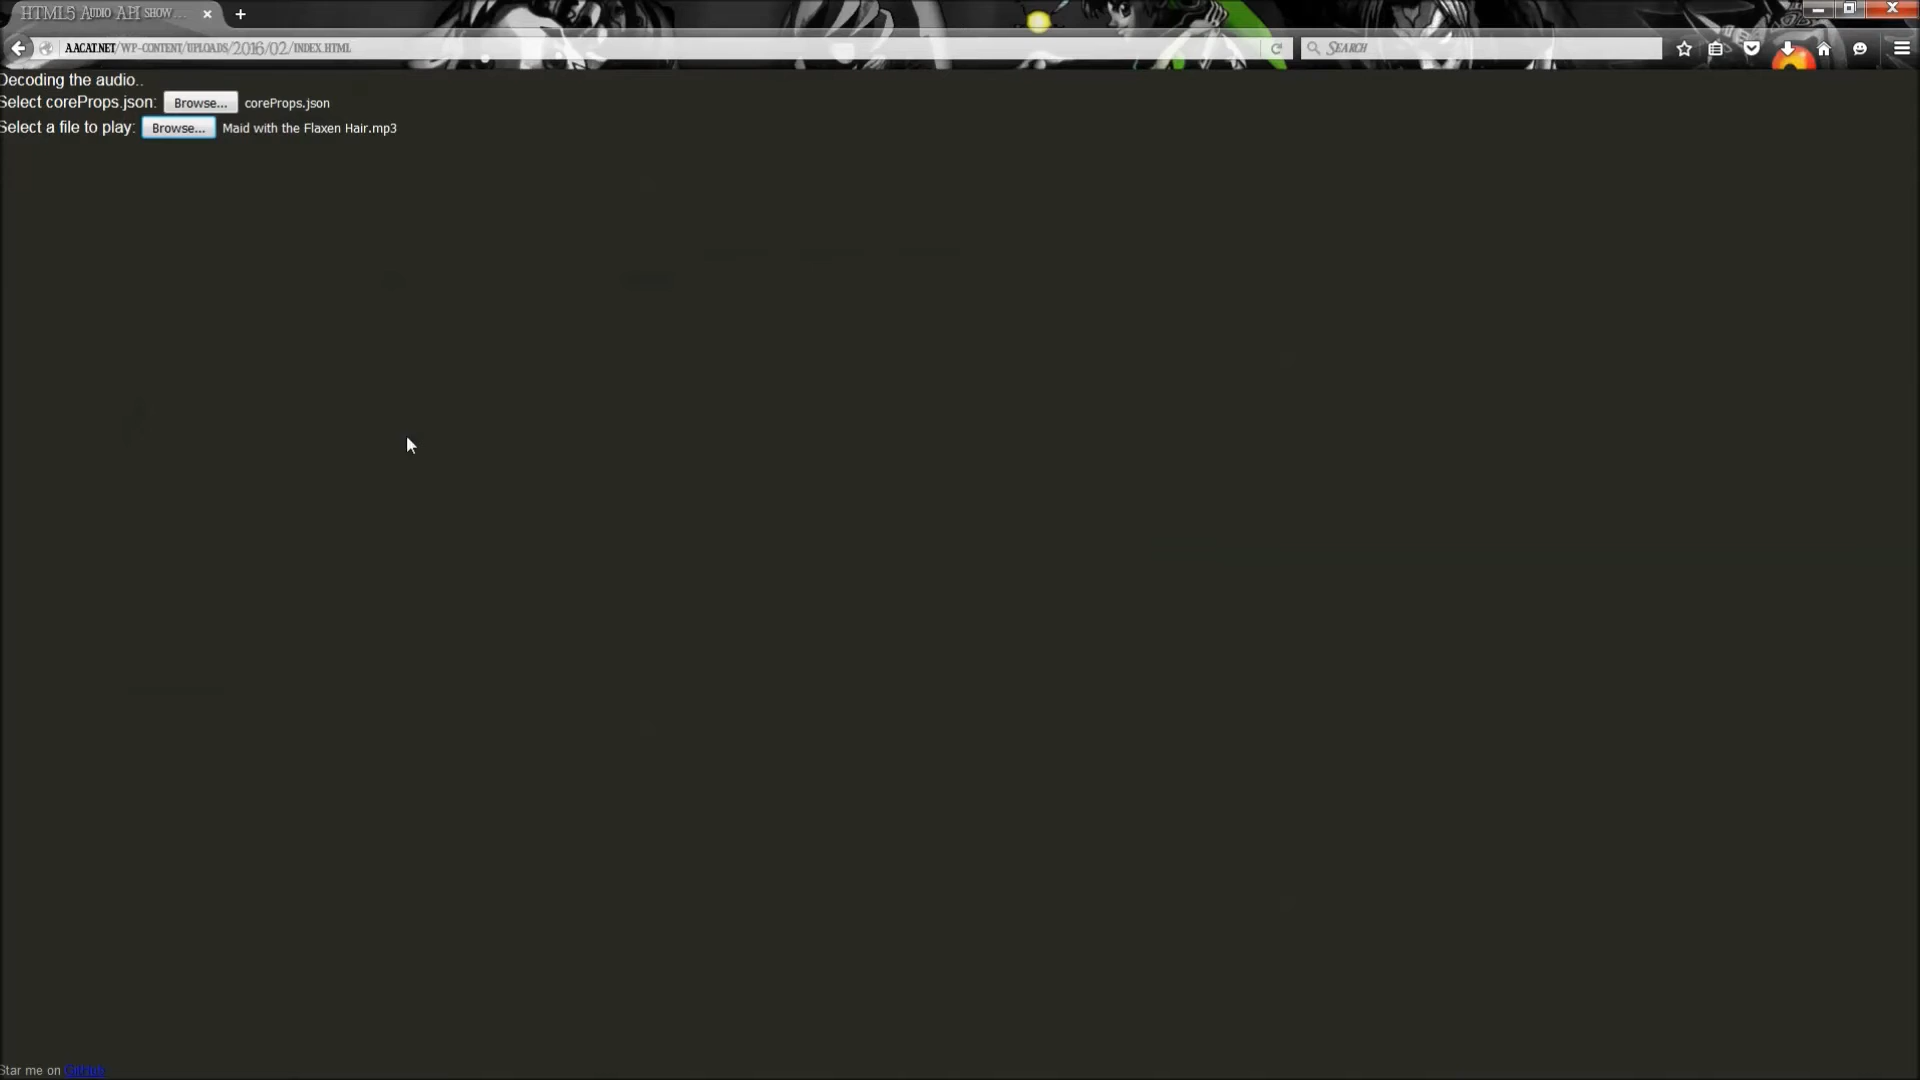 HTML5 Audio API show...
aacat.net/wp-content/uploads/2016/02/index.html
Search
Decoding the audio..
Select coreProps.json: Browse... coreProps.json
Select a file to play: Browse... Maid with the Flaxen Hair.mp3
Star me on GitHub